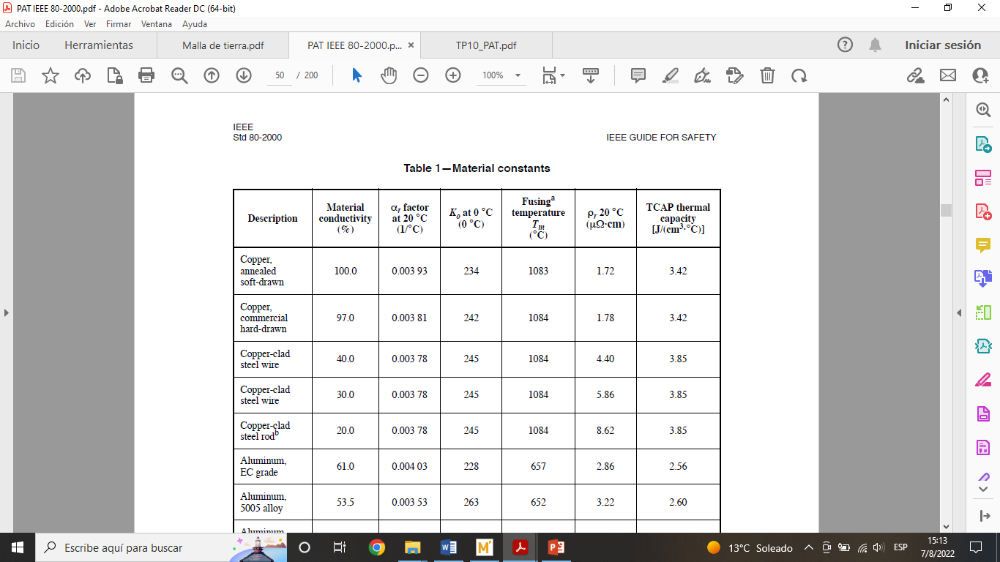 PAT IEEE 80-2000.pdf - Adobe Acrobat Reader DC (64-bit)
Archivo Edición Ver Firmar Ventana Ayuda
Inicio Herramientas Malla de tierra.pdf PAT IEEE 80-2000.p... × TP10_PAT.pdf Iniciar sesión
50 / 200 100%
IEEE
Std 80-2000 IEEE GUIDE FOR SAFETY
Table 1—Material constants
Description
Material
conductivity
(%)
αr factor
at 20 °C
(1/°C)
Ko at 0 °C
(0 °C)
Fusinga
temperature
Tm
(°C)
ρr 20 °C
(μΩ·cm)
TCAP thermal
capacity
[J/(cm3·°C)]
Copper,
annealed
soft-drawn
100.0 0.003 93 234 1083 1.72 3.42
Copper,
commercial
hard-drawn
97.0 0.003 81 242 1084 1.78 3.42
Copper-clad
steel wire
40.0 0.003 78 245 1084 4.40 3.85
Copper-clad
steel wire
30.0 0.003 78 245 1084 5.86 3.85
Copper-clad
steel rodb
20.0 0.003 78 245 1084 8.62 3.85
Aluminum,
EC grade
61.0 0.004 03 228 657 2.86 2.56
Aluminum,
5005 alloy
53.5 0.003 53 263 652 3.22 2.60
Aluminum
Escribe aquí para buscar
13°C Soleado
ESP
15:13
7/8/2022